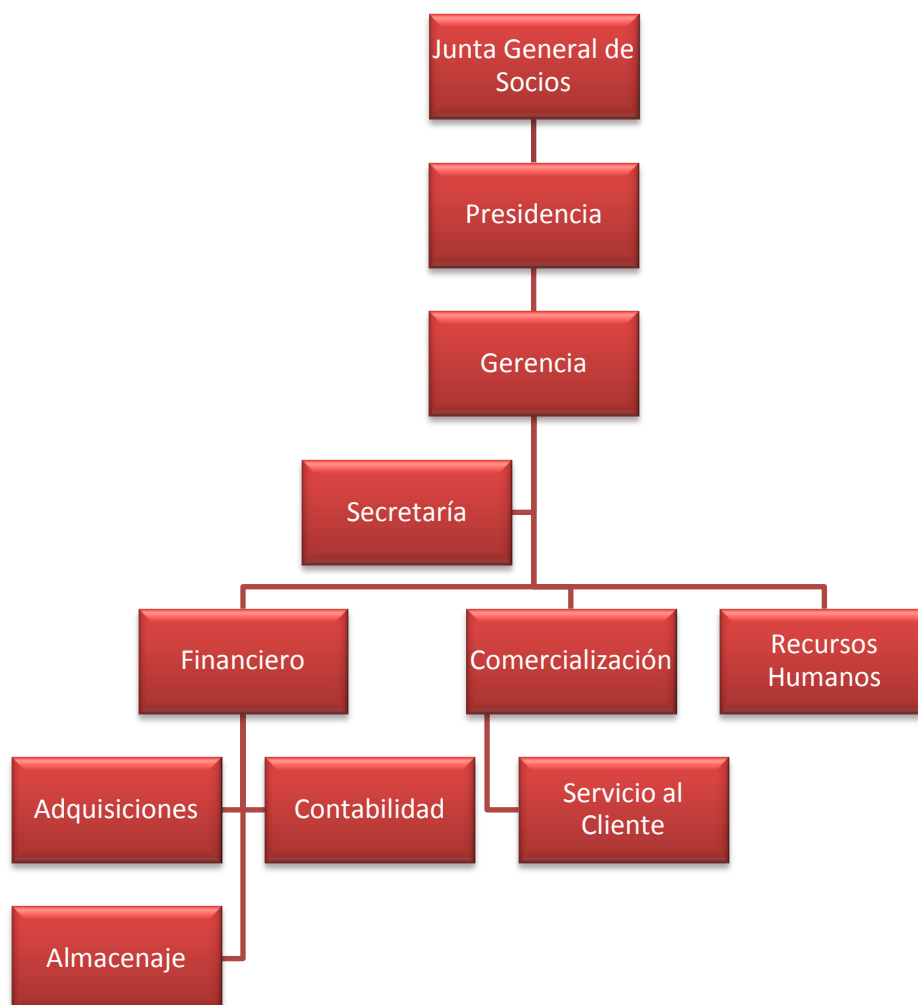 Junta General de
Socios
Presidencia
Gerencia
Secretaría
Financiero
Comercialización
Recursos
Humanos
Adquisiciones
Contabilidad
Servicio al
Cliente
Almacenaje